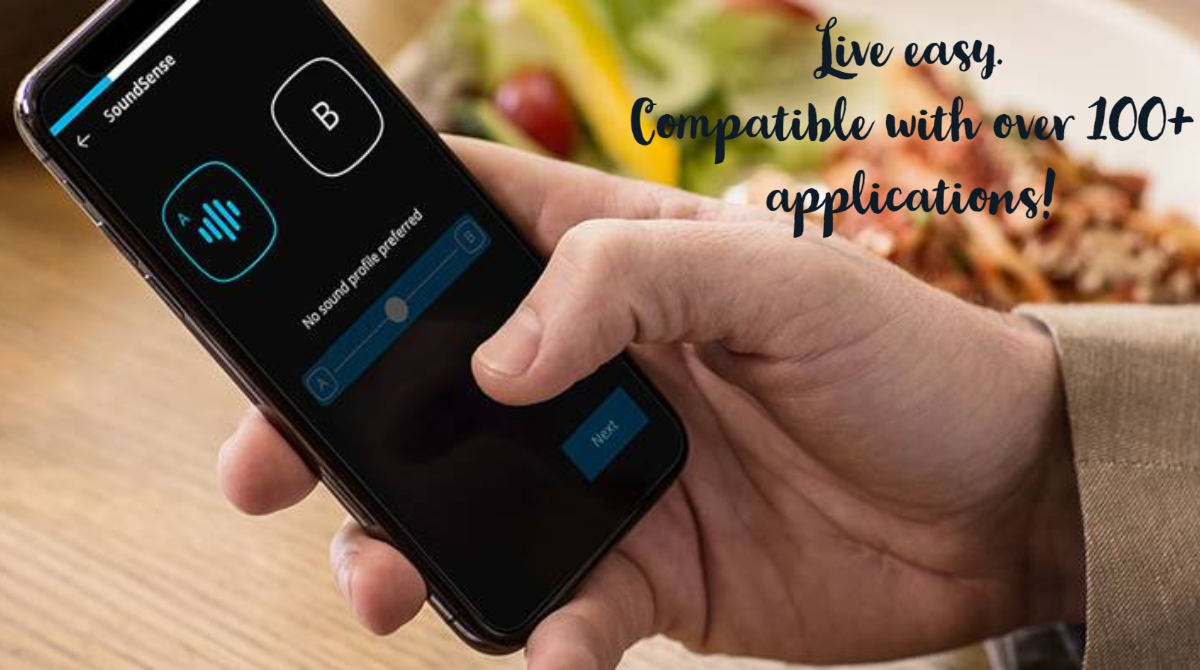 Live easy.
Compatible with over 100+
applications!
SoundSense
A
B
No sound profile preferred
A
B
Next